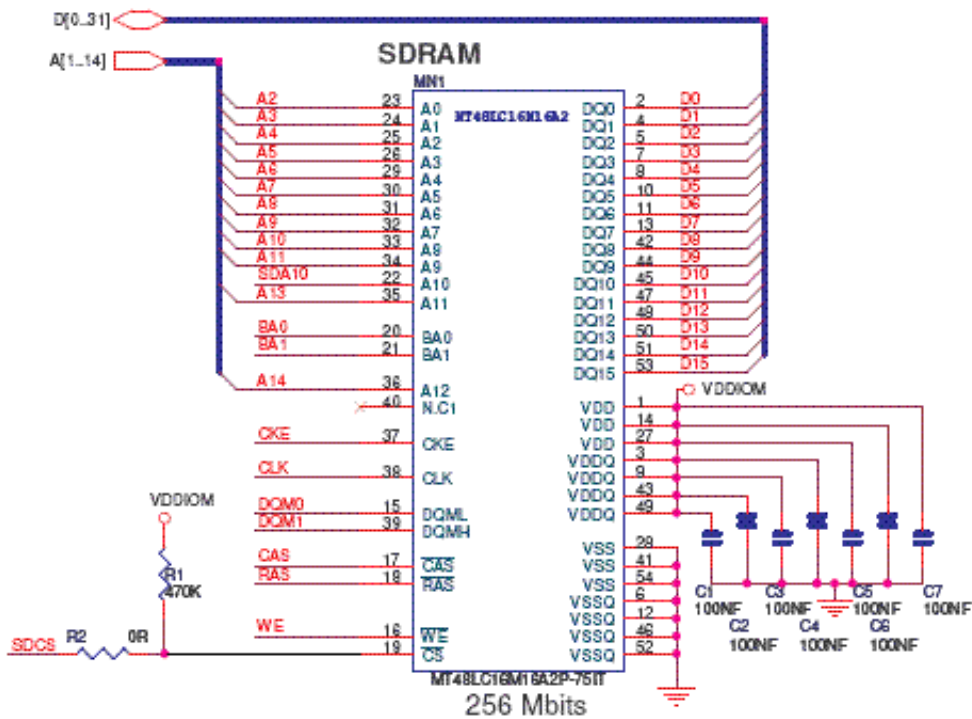 D[0..31]
A[1..14]
SDRAM
MN1
MT48LC16M16A2
A2 23 A0 DQ0 2 D0
A3 24 A1 DQ1 4 D1
A4 25 A2 DQ2 5 D2
A5 26 A3 DQ3 7 D3
A6 29 A4 DQ4 8 D4
A7 30 A5 DQ5 10 D5
A8 31 A6 DQ6 11 D6
A9 32 A7 DQ7 13 D7
A10 33 A8 DQ8 42 D8
A11 34 A9 DQ9 44 D9
SDA10 22 A10 DQ10 45 D10
A13 35 A11 DQ11 47 D11
DQ12 48 D12
BA0 20 BA0 DQ13 50 D13
BA1 21 BA1 DQ14 51 D14
DQ15 53 D15
A14 36 A12 VDDIOM
40 N.C1 VDD 1
VDD 14
CKE 37 CKE VDD 27
VDDQ 3
CLK 38 CLK VDDQ 9
VDDQ 43
VDDIOM DQM0 15 DQML VDDQ 49
DQM1 39 DQMH
VSS 28
CAS 17 CAS VSS 41
RAS 18 RAS VSS 54
R1 VSSQ 6
470K VSSQ 12
WE 16 WE VSSQ 46
SDCS R2 0R 19 CS VSSQ 52
C1 C3 C5 C7
100NF 100NF 100NF 100NF
C2 C4 C6
100NF 100NF 100NF
MT48LC16M16A2P-75IT
256 Mbits